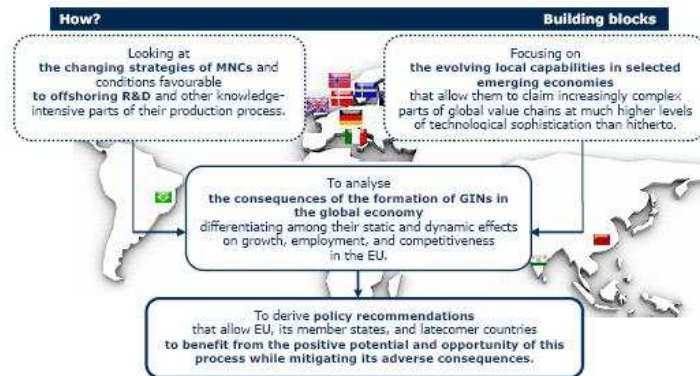 How?
Building blocks
Looking at
the changing strategies of MNCs and
conditions favourable
to offshoring R&D and other knowledge-
intensive parts of their production process.
Focusing on
the evolving local capabilities in selected
emerging economies
that allow them to claim increasingly complex
parts of global value chains at much higher levels
of technological sophistication than hitherto.
To analyse
the consequences of the formation of GINs in
the global economy
differentiating among their static and dynamic effects
on growth, employment, and competitiveness
in the EU.
To derive policy recommendations
that allow EU, its member states, and latecomer countries
to benefit from the positive potential and opportunity of this
process while mitigating its adverse consequences.